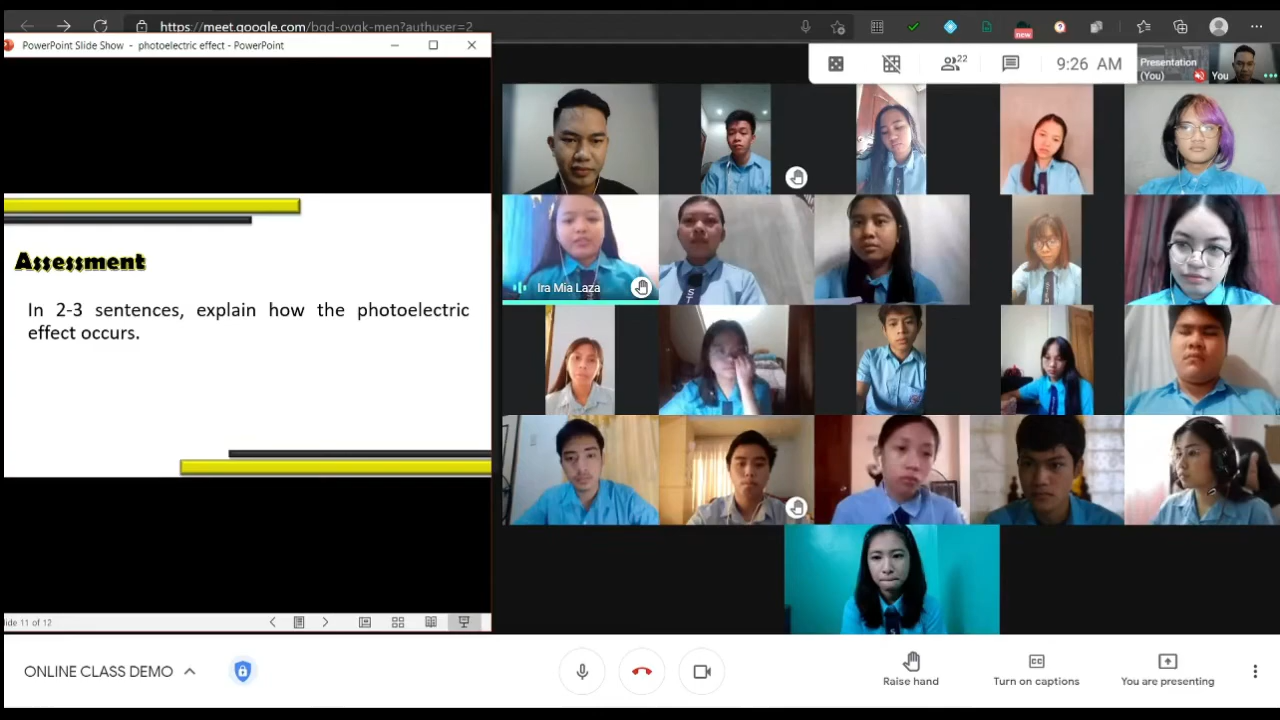 https://meet.google.com/bqd-ovqk-men?authuser=2
new
PowerPoint Slide Show - photoelectric effect - PowerPoint
22
9:26 AM
Presentation
(You)
You
Assessment
In 2-3 sentences, explain how the photoelectric
effect occurs.
Ira Mia Laza
lide 11 of 12
ONLINE CLASS DEMO
Raise hand
Turn on captions
You are presenting